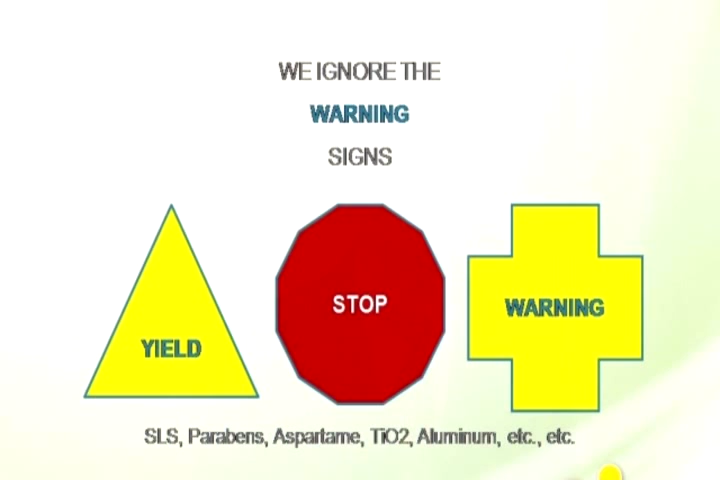 WE IGNORE THE
WARNING
SIGNS
YIELD
STOP
WARNING
SLS, Parabens, Aspartame, TiO2, Aluminum, etc., etc.